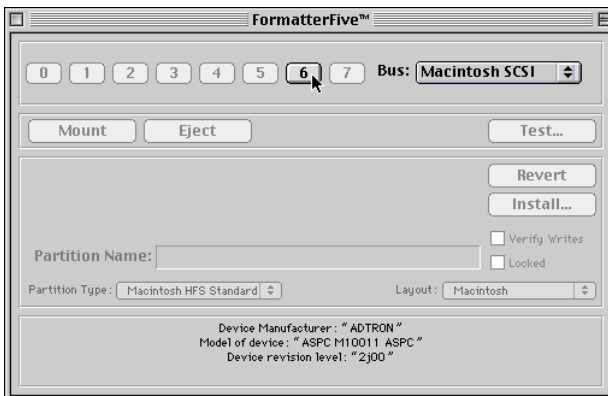 FormatterFive™
0 1 2 3 4 5 6 7 Bus: Macintosh SCSI
Mount Eject Test...
Revert
Install...
Verify Writes
Partition Name:
Locked
Partition Type: Macintosh HFS Standard Layout: Macintosh
Device Manufacturer: "ADTRON"
Model of device: "ASPC M10011 ASPC"
Device revision level: "2j00"